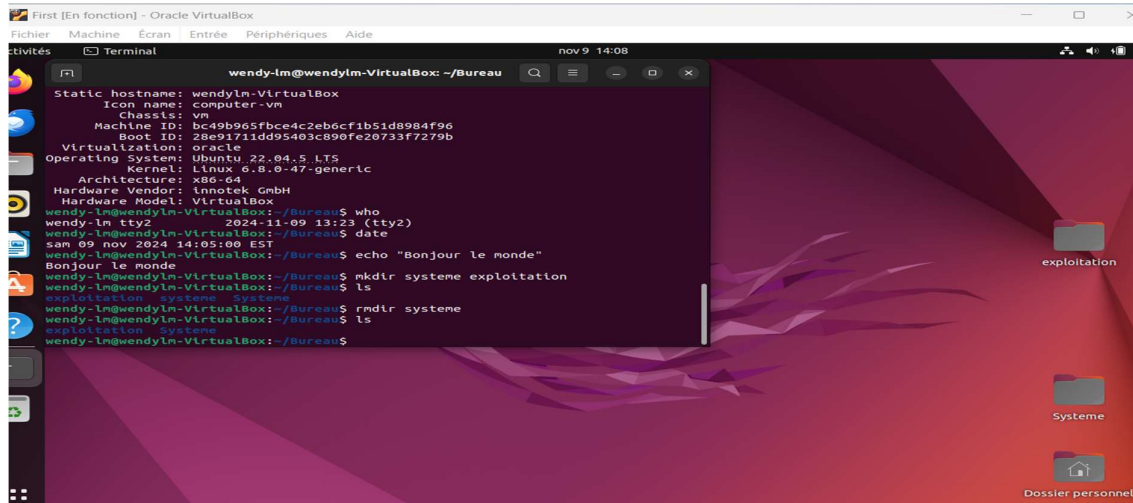 First [En fonction] - Oracle VirtualBox
Fichier Machine Écran Entrée Périphériques Aide
ctivités Terminal nov 9 14:08
wendy-lm@wendylm-VirtualBox: ~/Bureau
Static hostname: wendylm-VirtualBox
Icon name: computer-vm
Chassis: vm
Machine ID: bc49b965fbce4c2eb6cf1b51d8984f96
Boot ID: 28e91711dd95403c890fe20733f7279b
Virtualization: oracle
Operating System: Ubuntu 22.04.5 LTS
Kernel: Linux 6.8.0-47-generic
Architecture: x86-64
Hardware Vendor: innotek GmbH
Hardware Model: VirtualBox
wendy-lm@wendylm-VirtualBox:~/Bureau$ who
wendy-lm tty2 2024-11-09 13:23 (tty2)
wendy-lm@wendylm-VirtualBox:~/Bureau$ date
sam 09 nov 2024 14:05:00 EST
wendy-lm@wendylm-VirtualBox:~/Bureau$ echo "Bonjour le monde"
Bonjour le monde
wendy-lm@wendylm-VirtualBox:~/Bureau$ mkdir systeme exploitation
wendy-lm@wendylm-VirtualBox:~/Bureau$ ls
exploitation systeme Systeme
wendy-lm@wendylm-VirtualBox:~/Bureau$ rmdir systeme
wendy-lm@wendylm-VirtualBox:~/Bureau$ ls
exploitation Systeme
wendy-lm@wendylm-VirtualBox:~/Bureau$
exploitation
Systeme
Dossier personnel